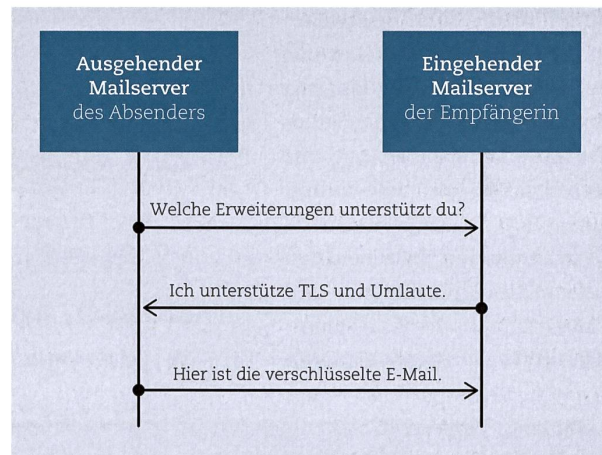 Ausgehender
Mailserver
des Absenders
Eingehender
Mailserver
der Empfängerin
Welche Erweiterungen unterstützt du?
Ich unterstütze TLS und Umlaute.
Hier ist die verschlüsselte E-Mail.